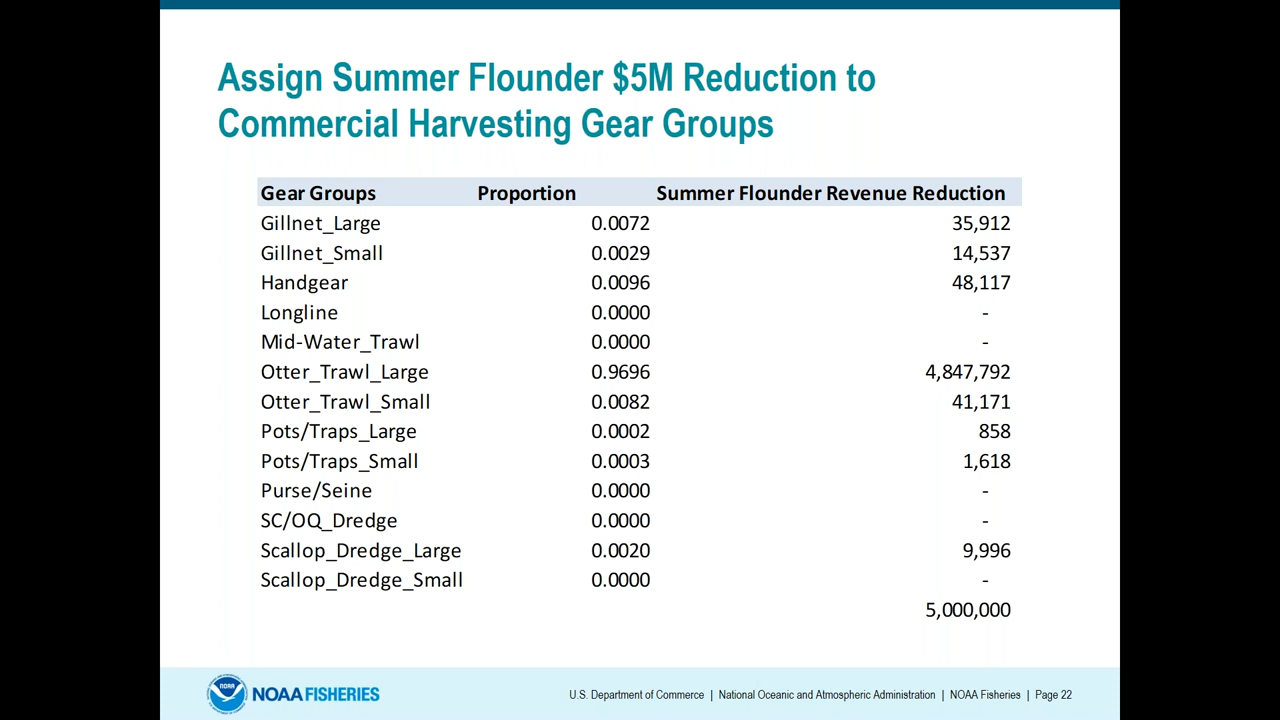 Assign Summer Flounder $5M Reduction to
Commercial Harvesting Gear Groups
Gear Groups Proportion Summer Flounder Revenue Reduction
Gillnet_Large 0.0072 35,912
Gillnet_Small 0.0029 14,537
Handgear 0.0096 48,117
Longline 0.0000 -
Mid-Water_Trawl 0.0000 -
Otter_Trawl_Large 0.9696 4,847,792
Otter_Trawl_Small 0.0082 41,171
Pots/Traps_Large 0.0002 858
Pots/Traps_Small 0.0003 1,618
Purse/Seine 0.0000 -
SC/OQ_Dredge 0.0000 -
Scallop_Dredge_Large 0.0020 9,996
Scallop_Dredge_Small 0.0000 -
5,000,000
NOAA
NOAA FISHERIES
U.S. Department of Commerce | National Oceanic and Atmospheric Administration | NOAA Fisheries | Page 22